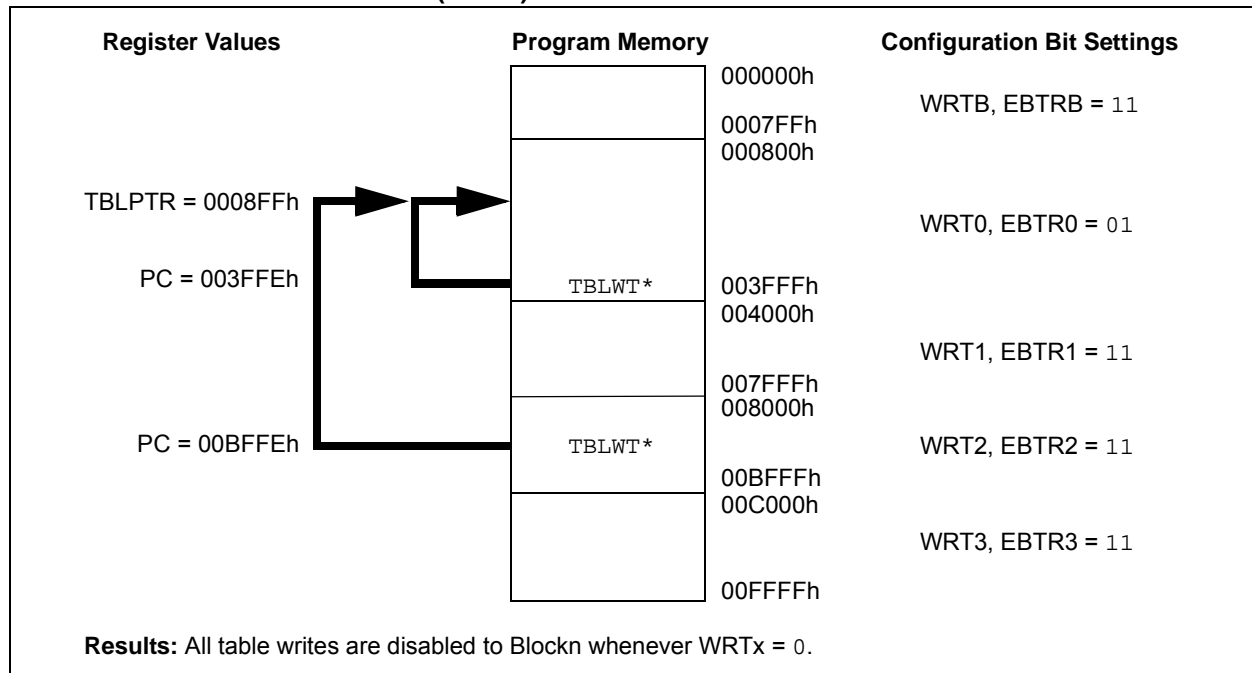 Register Values Program Memory Configuration Bit Settings
000000h
WRTB, EBTRB = 11
0007FFh
000800h
TBLPTR = 0008FFh
WRT0, EBTR0 = 01
PC = 003FFEh TBLWT* 003FFFh
004000h
WRT1, EBTR1 = 11
007FFFh
008000h
PC = 00BFFEh TBLWT* WRT2, EBTR2 = 11
00BFFFh
00C000h
WRT3, EBTR3 = 11
00FFFFh
Results: All table writes are disabled to Blockn whenever WRTx = 0.